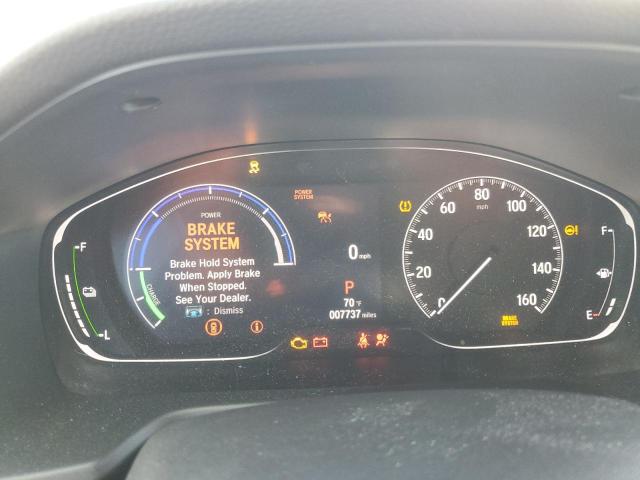 POWER
BRAKE
SYSTEM
Brake Hold System
Problem. Apply Brake
When Stopped.
See Your Dealer.
: Dismiss
CHARGE
F
L
POWER
SYSTEM
0 mph
P
70 °F
007737 miles
0
20
40
60
80
100
120
140
160
mph
BRAKE
SYSTEM
F
E